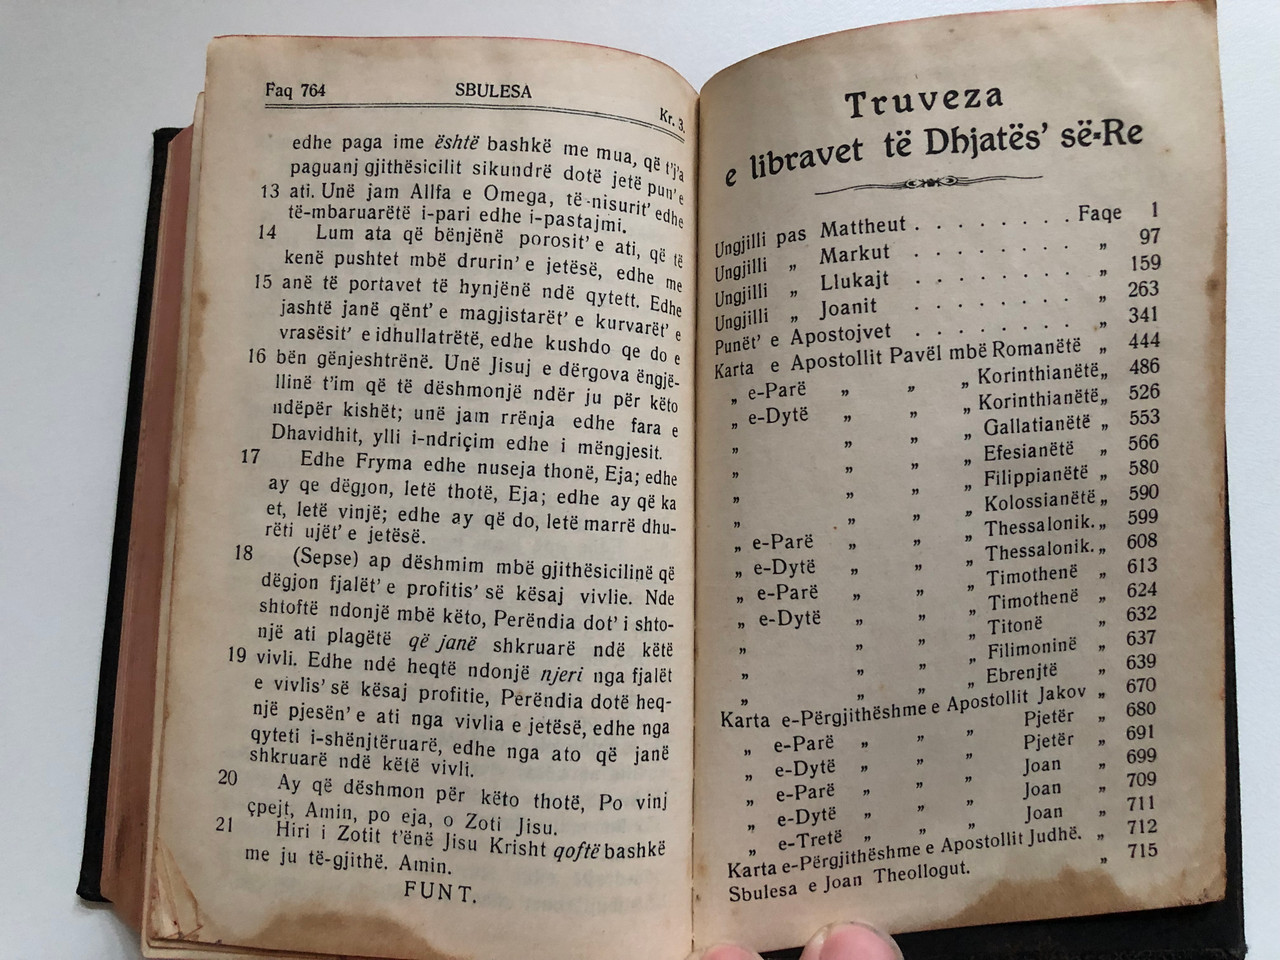 Faq 764 SBULESA Kr. 3.
edhe paga ime është bashkë me mua, që t'j'a
paguanj gjithësicilit sikundrë dotë jetë pun' e
13 ati. Unë jam Allfa e Omega, të-nisurit' edhe
të-mbaruarëtë i-pari edhe i-pastajmi.
14 Lum ata që bënjënë porosit' e ati, që të
kenë pushtet mbë drurin' e jetësë, edhe me
15 anë të portavet të hynjënë ndë qytett. Edhe
jashtë janë qënt' e magjistarët' e kurvarët' e
vrasësit' e idhullatrëtë, edhe kushdo qe do e
16 bën gënjeshtrënë. Unë Jisuj e dërgova ëngjë-
llinë t'im që të dëshmonjë ndër ju për këto
ndëpër kishët; unë jam rrënja edhe fara e
Dhavidhit, ylli i-ndriçim edhe i mëngjesit.
17 Edhe Fryma edhe nuseja thonë, Eja; edhe
ay qe dëgjon, letë thotë, Eja; edhe ay që ka
et, letë vinjë; edhe ay që do, letë marrë dhu-
rëti ujët' e jetësë.
18 (Sepse) ap dëshmim mbë gjithësicilinë që
dëgjon fjalët' e profitis' së kësaj vivlie. Nde
shtoftë ndonjë mbë këto, Perëndia dot' i shto-
një ati plagëtë që janë shkruarë ndë këtë
19 vivli. Edhe ndë heqtë ndonjë njeri nga fjalët
e vivlis' së kësaj profitie, Perëndia dotë heq-
një pjesën' e ati nga vivlia e jetësë, edhe nga
qyteti i-shënjtëruarë, edhe nga ato që janë
shkruarë ndë këtë vivli.
20 Ay që dëshmon për këto thotë, Po vinj
çpejt, Amin, po eja, o Zoti Jisu.
21 Hiri i Zotit t'ënë Jisu Krisht qoftë bashkë
me ju të-gjithë. Amin.
FUNT.
Truveza
e libravet të Dhjatës' së-Re
Ungjilli pas Mattheut . . . . . . . . Faqe 1
Ungjilli „ Markut . . . . . . . „ 97
Ungjilli „ Llukajt . . . . . . . „ 159
Ungjilli „ Joanit . . . . . . . „ 263
Punët' e Apostojvet . . . . . . . . „ 341
Karta e Apostollit Pavël mbë Romanëtë „ 444
„ e-Parë „ „ „ Korinthianëtë „ 486
„ e-Dytë „ „ „ Korinthianëtë „ 526
„ „ „ „ Gallatianëtë „ 553
„ „ „ „ Efesianëtë „ 566
„ „ „ „ Filippianëtë „ 580
„ „ „ „ Kolossianëtë „ 590
„ e-Parë „ „ „ Thessalonik. „ 599
„ e-Dytë „ „ „ Thessalonik. „ 608
„ e-Parë „ „ „ Timothenë „ 613
„ e-Dytë „ „ „ Timothenë „ 624
„ „ „ „ Titonë „ 632
„ „ „ „ Filimoninë „ 637
„ „ „ „ Ebrenjtë „ 639
Karta e-Përgjithëshme e Apostollit Jakov „ 670
„ e-Parë „ „ „ Pjetër „ 680
„ e-Dytë „ „ „ Pjetër „ 691
„ e-Parë „ „ „ Joan „ 699
„ e-Dytë „ „ „ Joan „ 709
„ e-Tretë „ „ „ Joan „ 711
Karta e-Përgjithëshme e Apostollit Judhë. „ 712
Sbulesa e Joan Theollogut. „ 715